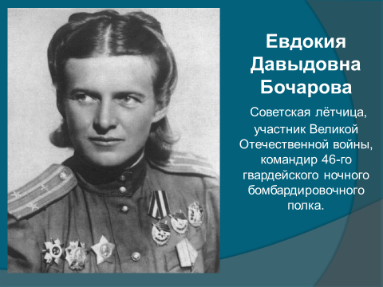 Евдокия
Давыдовна
Бочарова
Советская лётчица,
участник Великой
Отечественной войны,
командир 46-го
гвардейского ночного
бомбардировочного
полка.